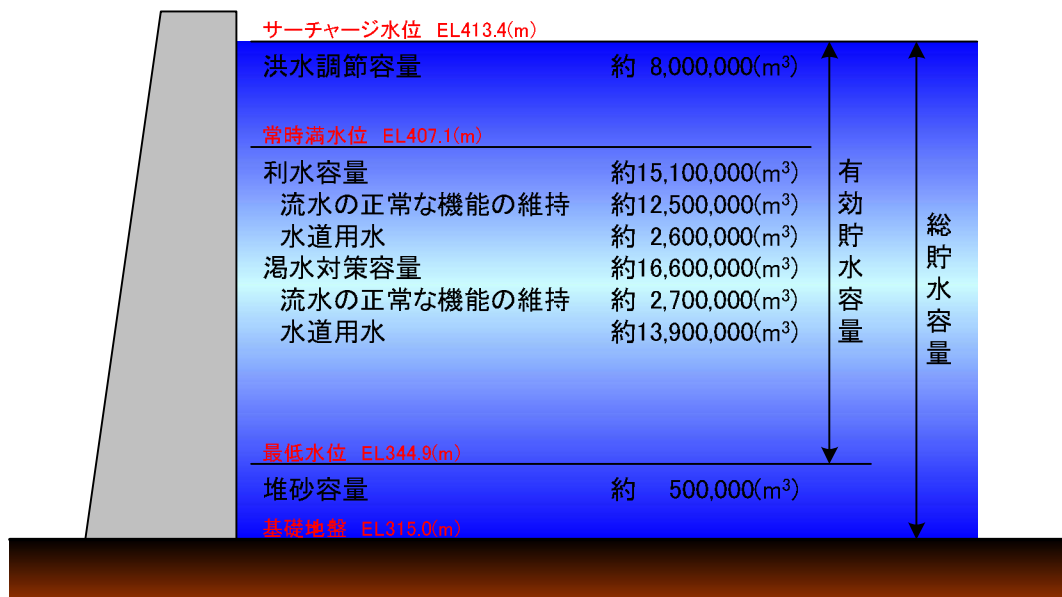 サーチャージ水位 EL413.4(m)
洪水調節容量 約 8,000,000(m³)
常時満水位 EL407.1(m)
利水容量 約15,100,000(m³)
流水の正常な機能の維持 約12,500,000(m³)
水道用水 約 2,600,000(m³)
渇水対策容量 約16,600,000(m³)
流水の正常な機能の維持 約 2,700,000(m³)
水道用水 約13,900,000(m³)
最低水位 EL344.9(m)
堆砂容量 約 500,000(m³)
基礎地盤 EL315.0(m)
有効貯水容量
総貯水容量